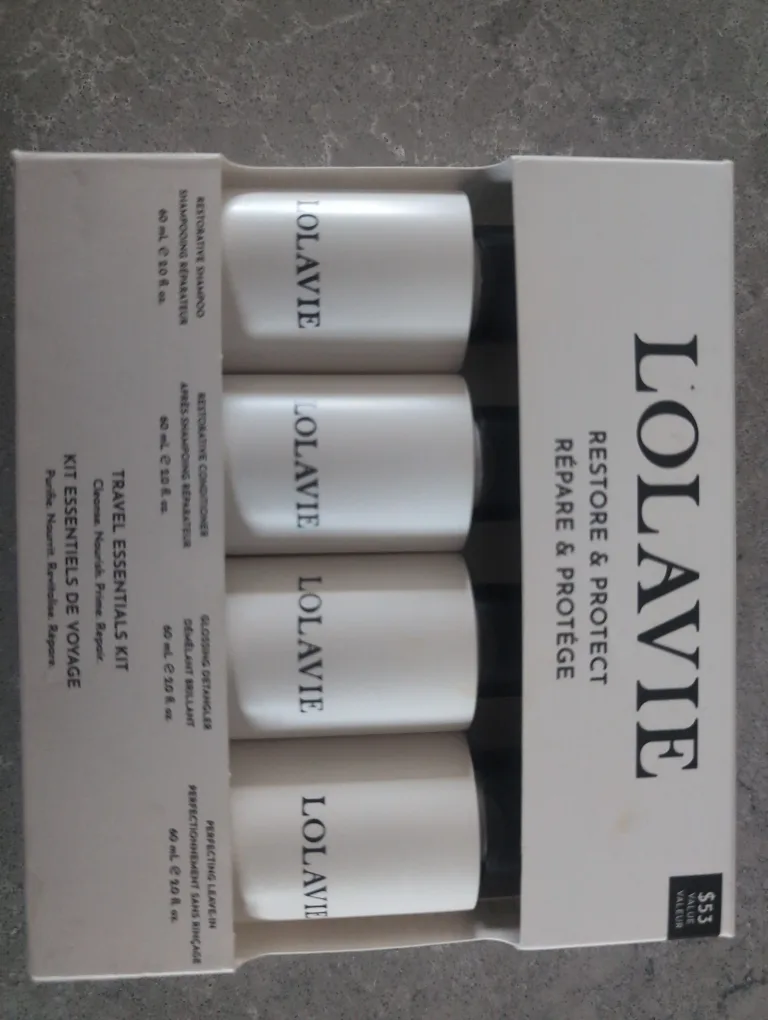 LOLAVIE
RESTORE & PROTECT
RÉPARE & PROTÉGE
$53
VALUE
VALEUR
LOLAVIE
LOLAVIE
LOLAVIE
LOLAVIE
RESTORATIVE SHAMPOO
SHAMPOOING RÉPARATEUR
60 mL ℮ 2.0 fl. oz.
RESTORATIVE CONDITIONER
APRÈS-SHAMPOOING RÉPARATEUR
60 mL ℮ 2.0 fl. oz.
GLOSSING DETANGLER
DÉMÊLANT BRILLANT
60 mL ℮ 2.0 fl. oz.
PERFECTING LEAVE-IN
PERFECTIONNEMENT SANS RINÇAGE
60 mL ℮ 2.0 fl. oz.
TRAVEL ESSENTIALS KIT
Cleanse. Nourish. Prime. Repair.
KIT ESSENTIELS DE VOYAGE
Purifie. Nourrit. Revitalise. Repare.